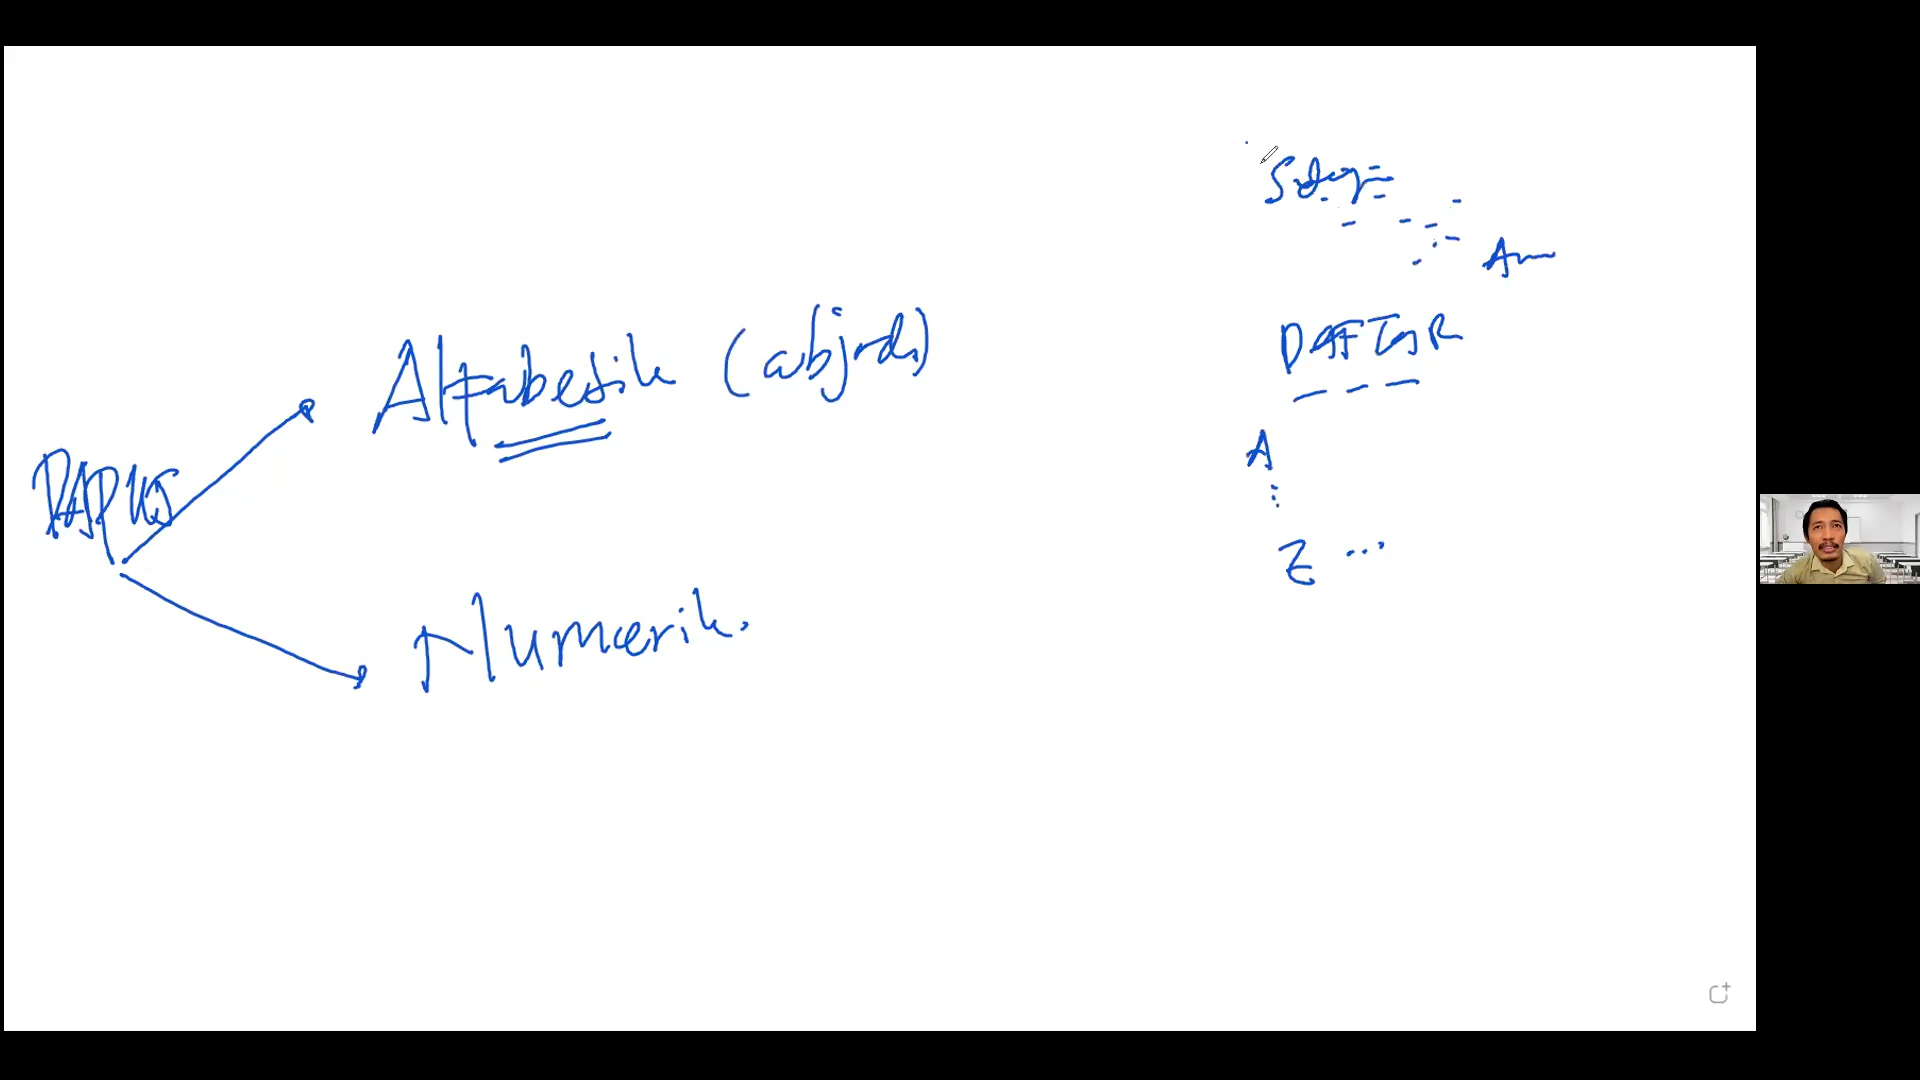 DAPUS
Alfabetik (abjad)
Numerik.
A
DAFTAR
A
Z ...